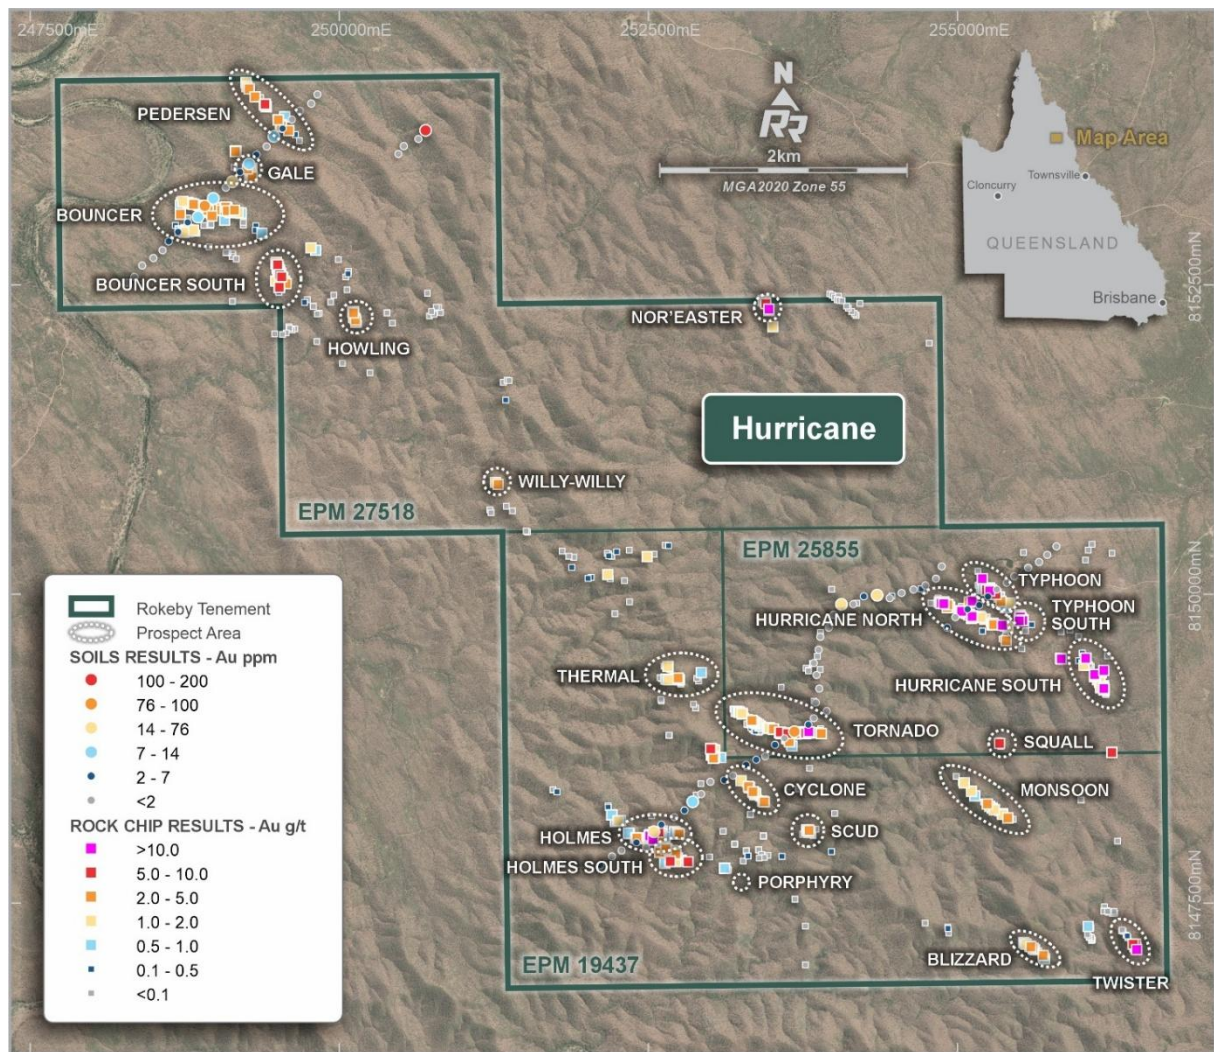 247500mE
250000mE
252500mE
255000mE
N
RR
2km
MGA2020 Zone 55
Map Area
Townsville
Cloncurry
QUEENSLAND
Brisbane
8152500mN
8150000mN
8147500mN
PEDERSEN
GALE
BOUNCER
BOUNCER SOUTH
HOWLING
NOR'EASTER
Hurricane
WILLY-WILLY
EPM 27518
EPM 25855
TYPHOON
TYPHOON
SOUTH
HURRICANE NORTH
HURRICANE SOUTH
THERMAL
TORNADO
SQUALL
CYCLONE
MONSOON
HOLMES
SCUD
HOLMES SOUTH
PORPHYRY
BLIZZARD
EPM 19437
TWISTER
Rokeby Tenement
Prospect Area
SOILS RESULTS - Au ppm
100 - 200
76 - 100
14 - 76
7 - 14
2 - 7
<2
ROCK CHIP RESULTS - Au g/t
>10.0
5.0 - 10.0
2.0 - 5.0
1.0 - 2.0
0.5 - 1.0
0.1 - 0.5
<0.1